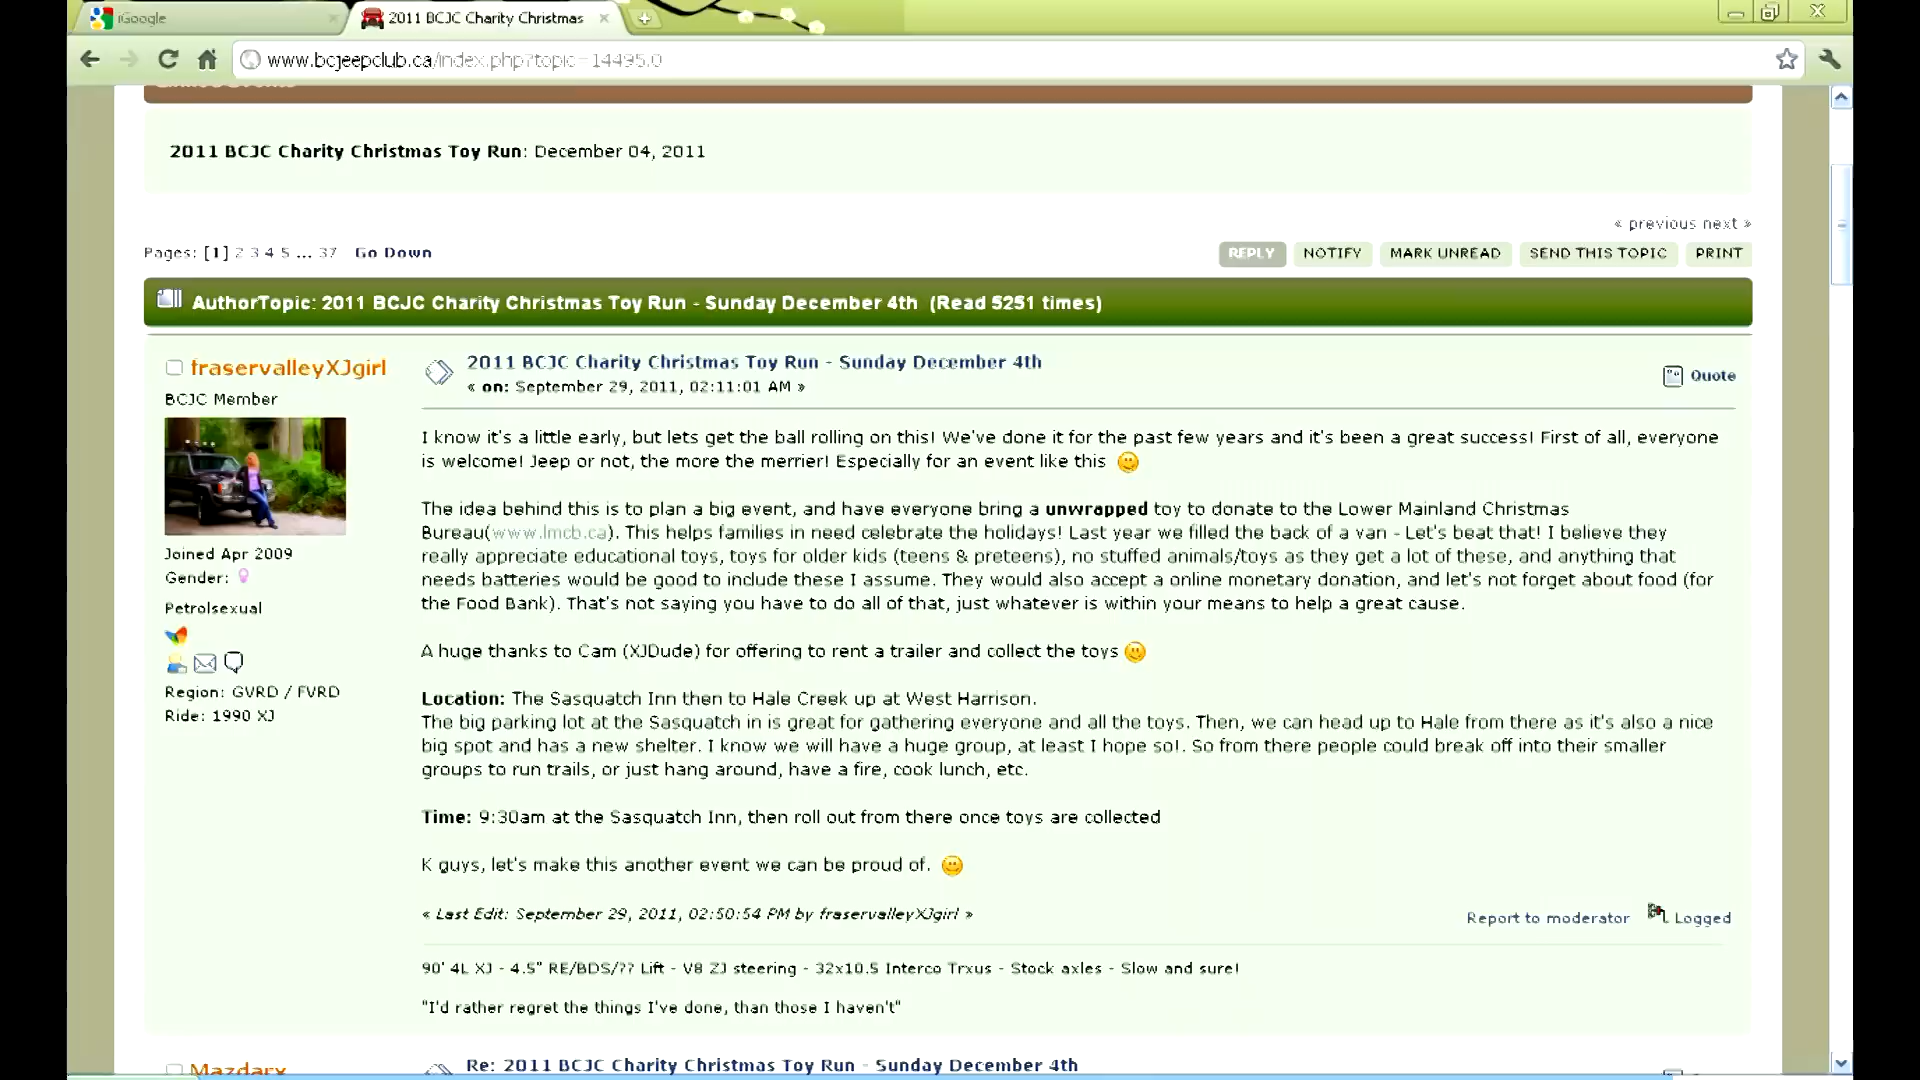 iGoogle
2011 BCJC Charity Christmas
www.bcjeepclub.ca/index.php?topic=14495.0
2011 BCJC Charity Christmas Toy Run: December 04, 2011
« previous next »
Pages: [1] 2 3 4 5 ... 37 Go Down
REPLY NOTIFY MARK UNREAD SEND THIS TOPIC PRINT
AuthorTopic: 2011 BCJC Charity Christmas Toy Run - Sunday December 4th (Read 5251 times)
fraservalleyXJgirl
2011 BCJC Charity Christmas Toy Run - Sunday December 4th
« on: September 29, 2011, 02:11:01 AM »
Quote
BCJC Member
Joined Apr 2009
Gender:
Petrolsexual
Region: GVRD / FVRD
Ride: 1990 XJ
I know it's a little early, but lets get the ball rolling on this! We've done it for the past few years and it's been a great success! First of all, everyone
is welcome! Jeep or not, the more the merrier! Especially for an event like this
The idea behind this is to plan a big event, and have everyone bring a unwrapped toy to donate to the Lower Mainland Christmas
Bureau(www.lmcb.ca). This helps families in need celebrate the holidays! Last year we filled the back of a van - Let's beat that! I believe they
really appreciate educational toys, toys for older kids (teens & preteens), no stuffed animals/toys as they get a lot of these, and anything that
needs batteries would be good to include these I assume. They would also accept a online monetary donation, and let's not forget about food (for
the Food Bank). That's not saying you have to do all of that, just whatever is within your means to help a great cause.
A huge thanks to Cam (XJDude) for offering to rent a trailer and collect the toys
Location: The Sasquatch Inn then to Hale Creek up at West Harrison.
The big parking lot at the Sasquatch in is great for gathering everyone and all the toys. Then, we can head up to Hale from there as it's also a nice
big spot and has a new shelter. I know we will have a huge group, at least I hope so!. So from there people could break off into their smaller
groups to run trails, or just hang around, have a fire, cook lunch, etc.
Time: 9:30am at the Sasquatch Inn, then roll out from there once toys are collected
K guys, let's make this another event we can be proud of.
« Last Edit: September 29, 2011, 02:50:54 PM by fraservalleyXJgirl »
Report to moderator Logged
90' 4L XJ - 4.5" RE/BDS/?? Lift - V8 ZJ steering - 32x10.5 Interco Trxus - Stock axles - Slow and sure!
"I'd rather regret the things I've done, than those I haven't"
Mazdarx
Re: 2011 BCJC Charity Christmas Toy Run - Sunday December 4th